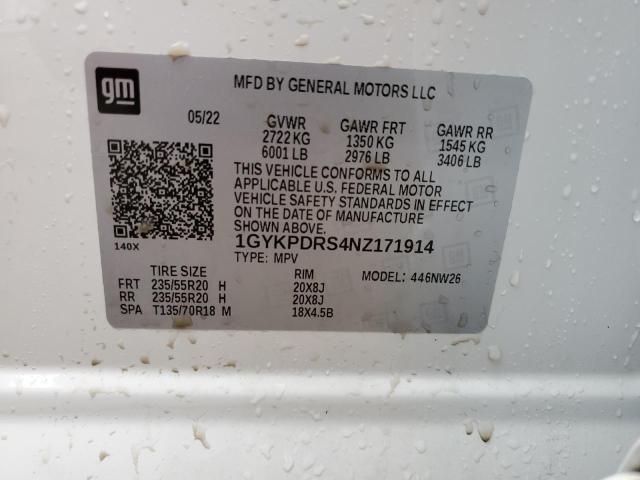 gm
MFD BY GENERAL MOTORS LLC
05/22 GVWR GAWR FRT GAWR RR
2722 KG 1350 KG 1545 KG
6001 LB 2976 LB 3406 LB
THIS VEHICLE CONFORMS TO ALL
APPLICABLE U.S. FEDERAL MOTOR
VEHICLE SAFETY STANDARDS IN EFFECT
ON THE DATE OF MANUFACTURE
SHOWN ABOVE.
140X
1GYKPDRS4NZ171914
TYPE: MPV
TIRE SIZE RIM MODEL: 446NW26
FRT 235/55R20 H 20X8J
RR 235/55R20 H 20X8J
SPA T135/70R18 M 18X4.5B